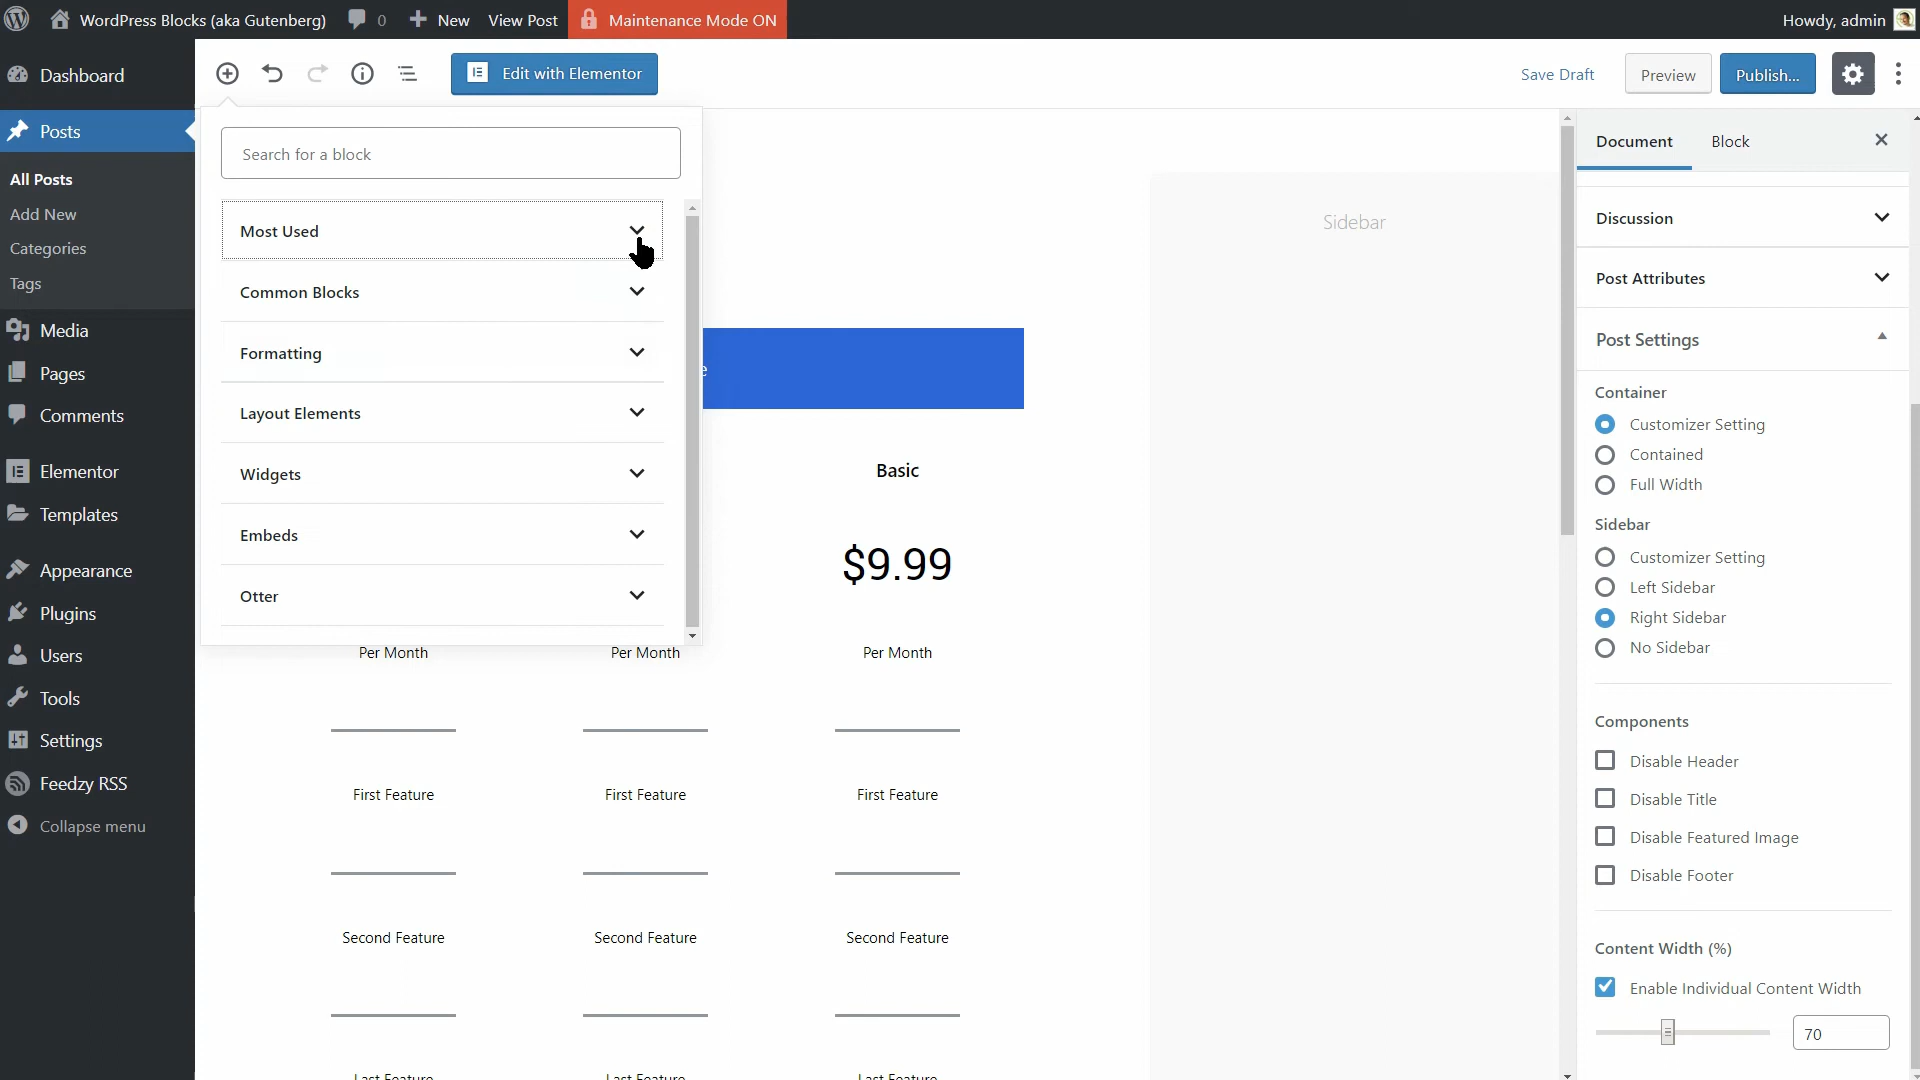 WordPress Blocks (aka Gutenberg) 0 New View Post Maintenance Mode ON Howdy, admin
Dashboard
Posts
All Posts
Add New
Categories
Tags
Media
Pages
Comments
Elementor
Templates
Appearance
Plugins
Users
Tools
Settings
Feedzy RSS
Collapse menu
Edit with Elementor
Save Draft
Preview
Publish...
Search for a block
Most Used
Common Blocks
Formatting
Layout Elements
Widgets
Embeds
Otter
e
Basic
$9.99
Per Month Per Month Per Month
First Feature First Feature First Feature
Second Feature Second Feature Second Feature
Last Feature Last Feature Last Feature
Sidebar
Document Block
Discussion
Post Attributes
Post Settings
Container
Customizer Setting
Contained
Full Width
Sidebar
Customizer Setting
Left Sidebar
Right Sidebar
No Sidebar
Components
Disable Header
Disable Title
Disable Featured Image
Disable Footer
Content Width (%)
Enable Individual Content Width
70